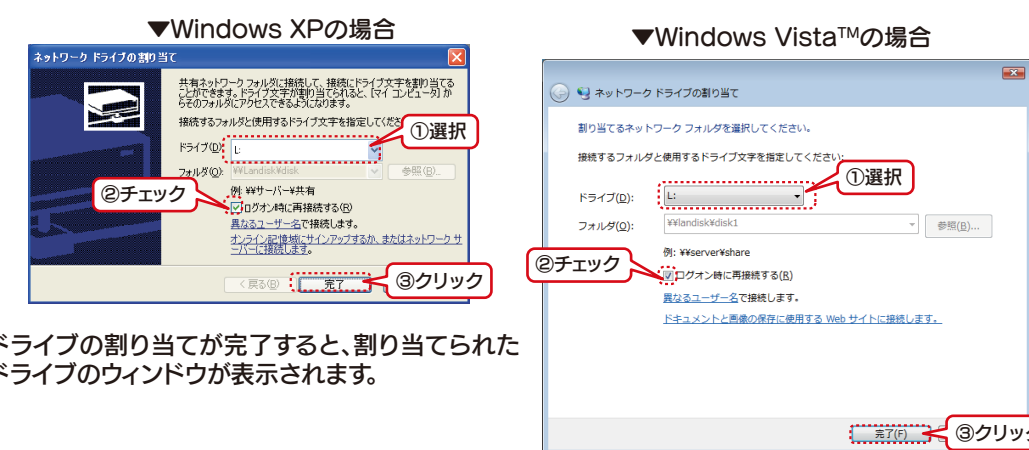 ▼Windows XPの場合
ネットワーク ドライブの割り当て
共有ネットワーク フォルダに接続して、接続にドライブ文字を割り当てる
ことができます。ドライブ文字が割り当てられると、[マイ コンピュータ] か
らそのフォルダにアクセスできるようになります。
接続するフォルダと使用するドライブ文字を指定してくださ
①選択
ドライブ(D):
L:
フォルダ(O):
¥¥Landisk¥disk
参照(B)...
②チェック
例: ¥¥サーバー¥共有
ログオン時に再接続する(R)
異なるユーザー名で接続します。
オンライン記憶域にサインアップするか、またはネットワーク サ
ーバーに接続します。
< 戻る(B)
完了
③クリック
ドライブの割り当てが完了すると、割り当てられた
ドライブのウィンドウが表示されます。
▼Windows Vista™の場合
ネットワーク ドライブの割り当て
割り当てるネットワーク フォルダを選択してください。
接続するフォルダと使用するドライブ文字を指定してください:
①選択
ドライブ(D):
L:
フォルダ(O):
¥¥landisk¥disk1
参照(B)...
例: ¥¥server¥share
②チェック
ログオン時に再接続する(R)
異なるユーザー名で接続します。
ドキュメントと画像の保存に使用する Web サイトに接続します。
完了(F)
③クリック